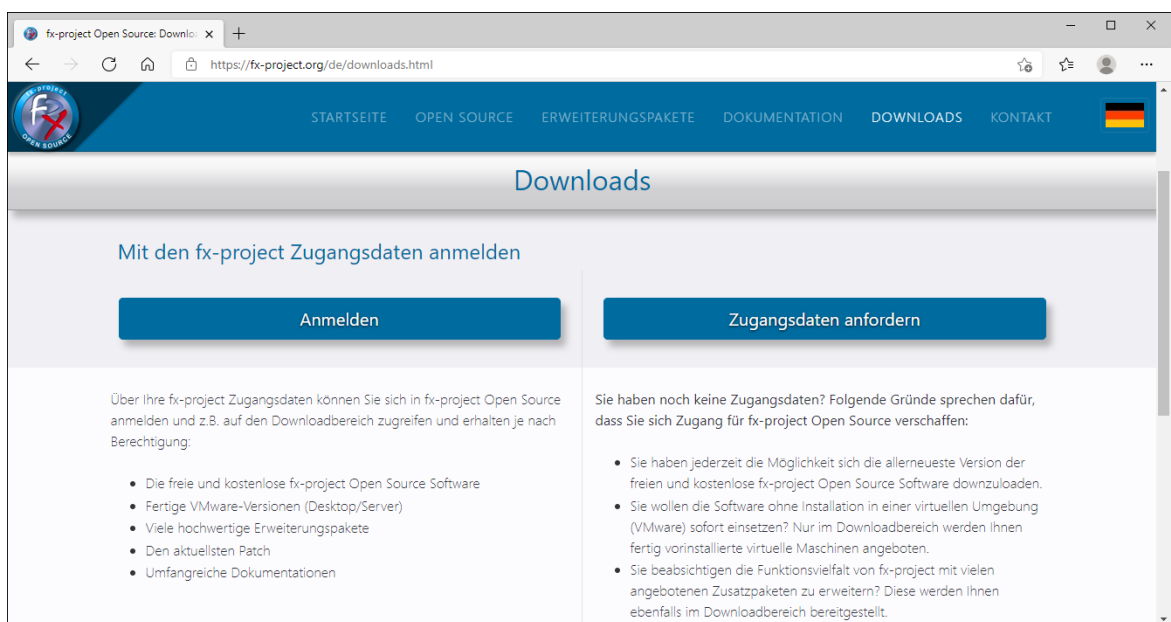 fx-project Open Source: Downlo
https://fx-project.org/de/downloads.html
fx-project
Fx
OPEN SOURCE
STARTSEITE OPEN SOURCE ERWEITERUNGSPAKETE DOKUMENTATION DOWNLOADS KONTAKT
Downloads
Mit den fx-project Zugangsdaten anmelden
Anmelden
Zugangsdaten anfordern
Über Ihre fx-project Zugangsdaten können Sie sich in fx-project Open Source
anmelden und z.B. auf den Downloadbereich zugreifen und erhalten je nach
Berechtigung:
Die freie und kostenlose fx-project Open Source Software
Fertige VMware-Versionen (Desktop/Server)
Viele hochwertige Erweiterungspakete
Den aktuellsten Patch
Umfangreiche Dokumentationen
Sie haben noch keine Zugangsdaten? Folgende Gründe sprechen dafür,
dass Sie sich Zugang für fx-project Open Source verschaffen:
Sie haben jederzeit die Möglichkeit sich die allerneueste Version der
freien und kostenlose fx-project Open Source Software downzuloaden.
Sie wollen die Software ohne Installation in einer virtuellen Umgebung
(VMware) sofort einsetzen? Nur im Downloadbereich werden Ihnen
fertig vorinstallierte virtuelle Maschinen angeboten.
Sie beabsichtigen die Funktionsvielfalt von fx-project mit vielen
angebotenen Zusatzpaketen zu erweitern? Diese werden Ihnen
ebenfalls im Downloadbereich bereitgestellt.